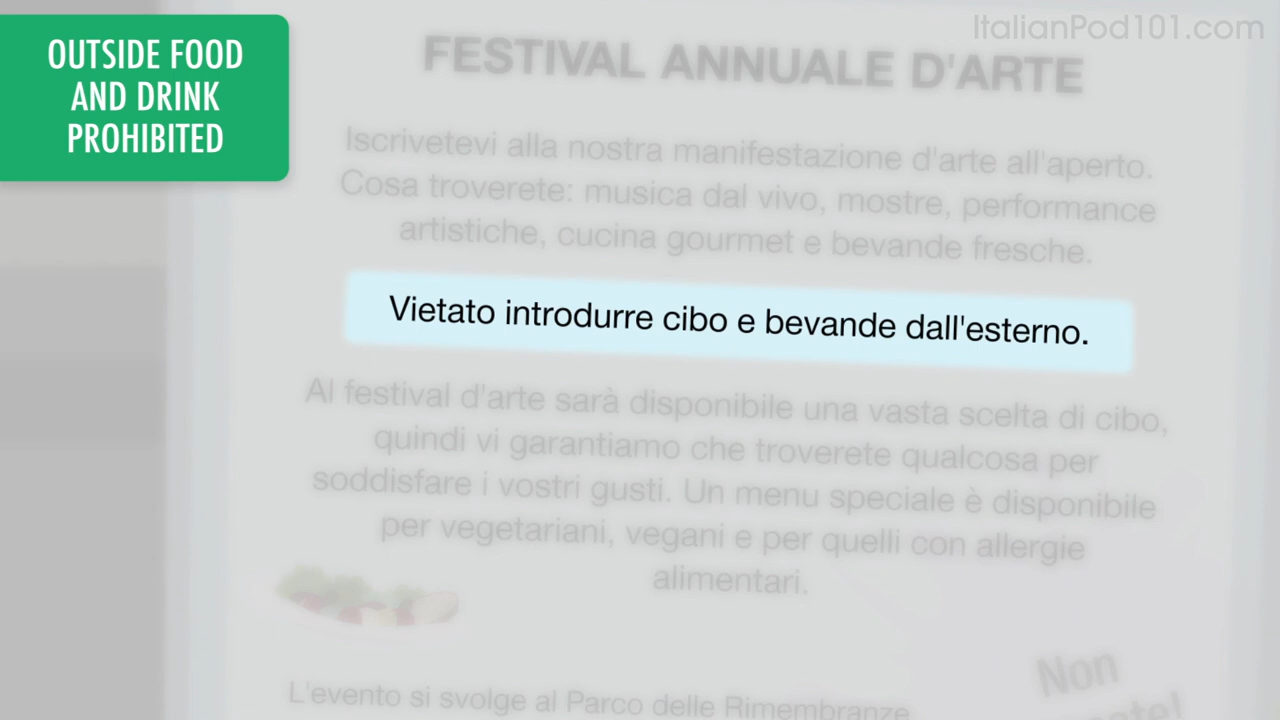 ItalianPod101.com
OUTSIDE FOOD
AND DRINK
PROHIBITED
FESTIVAL ANNUALE D'ARTE
Iscrivetevi alla nostra manifestazione d'arte all'aperto.
Cosa troverete: musica dal vivo, mostre, performance
artistiche, cucina gourmet e bevande fresche.
Vietato introdurre cibo e bevande dall'esterno.
Al festival d'arte sarà disponibile una vasta scelta di cibo,
quindi vi garantiamo che troverete qualcosa per
soddisfare i vostri gusti. Un menu speciale è disponibile
per vegetariani, vegani e per quelli con allergie
alimentari.
L'evento si svolge al Parco delle Rimembranze
Non